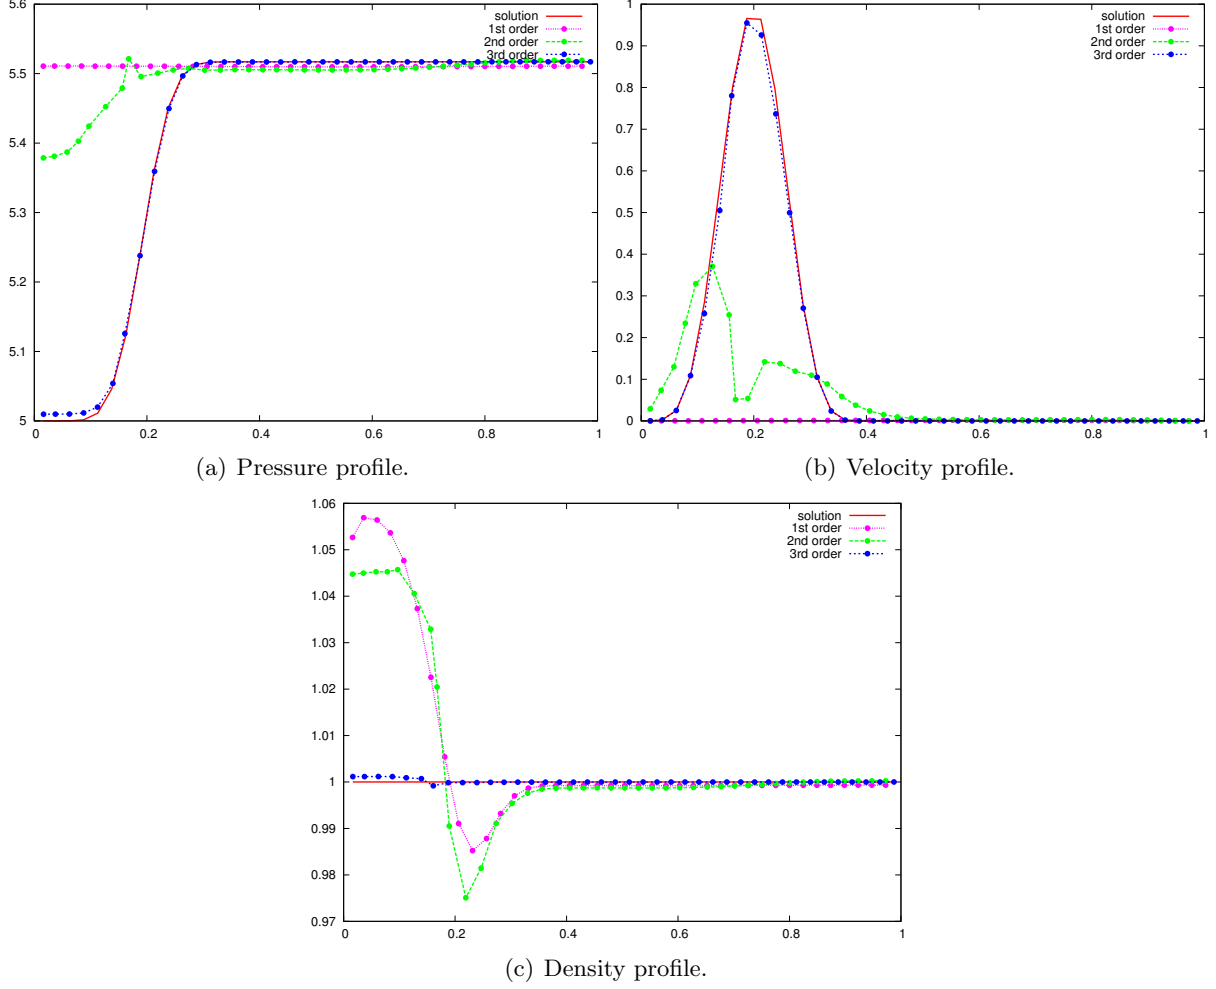 5.6
5.5
5.4
5.3
5.2
5.1
5
0 0.2 0.4 0.6 0.8 1
solution
1st order
2nd order
3rd order
(a) Pressure profile.
1
0.9
0.8
0.7
0.6
0.5
0.4
0.3
0.2
0.1
0
0 0.2 0.4 0.6 0.8 1
solution
1st order
2nd order
3rd order
(b) Velocity profile.
1.06
1.05
1.04
1.03
1.02
1.01
1
0.99
0.98
0.97
0 0.2 0.4 0.6 0.8 1
solution
1st order
2nd order
3rd order
(c) Density profile.